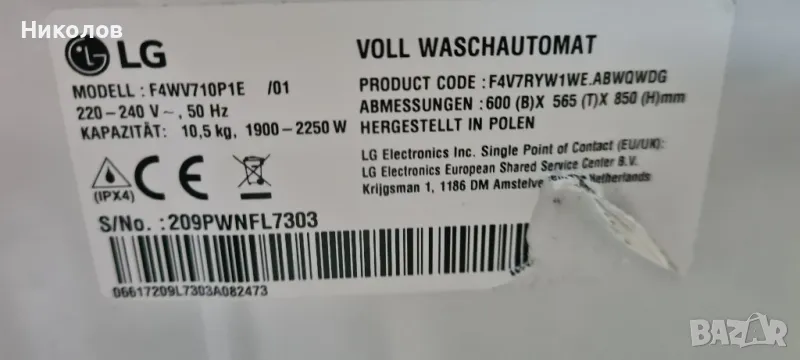 Николов
LG
MODELL : F4WV710P1E /01
220-240 V~, 50 Hz
KAPAZITÄT: 10,5 kg, 1900-2250 W
(IPX4)
VOLL WASCHAUTOMAT
PRODUCT CODE : F4V7RYW1WE.ABWQWDG
ABMESSUNGEN : 600 (B)X 565 (T)X 850 (H)mm
HERGESTELLT IN POLEN
LG Electronics Inc. Single Point of Contact (EU/UK):
LG Electronics European Shared Service Center B.V.
Krijgsman 1, 1186 DM Amstelve Netherlands
S/No. : 209PWNFL7303
06617209L7303A082473
bazar